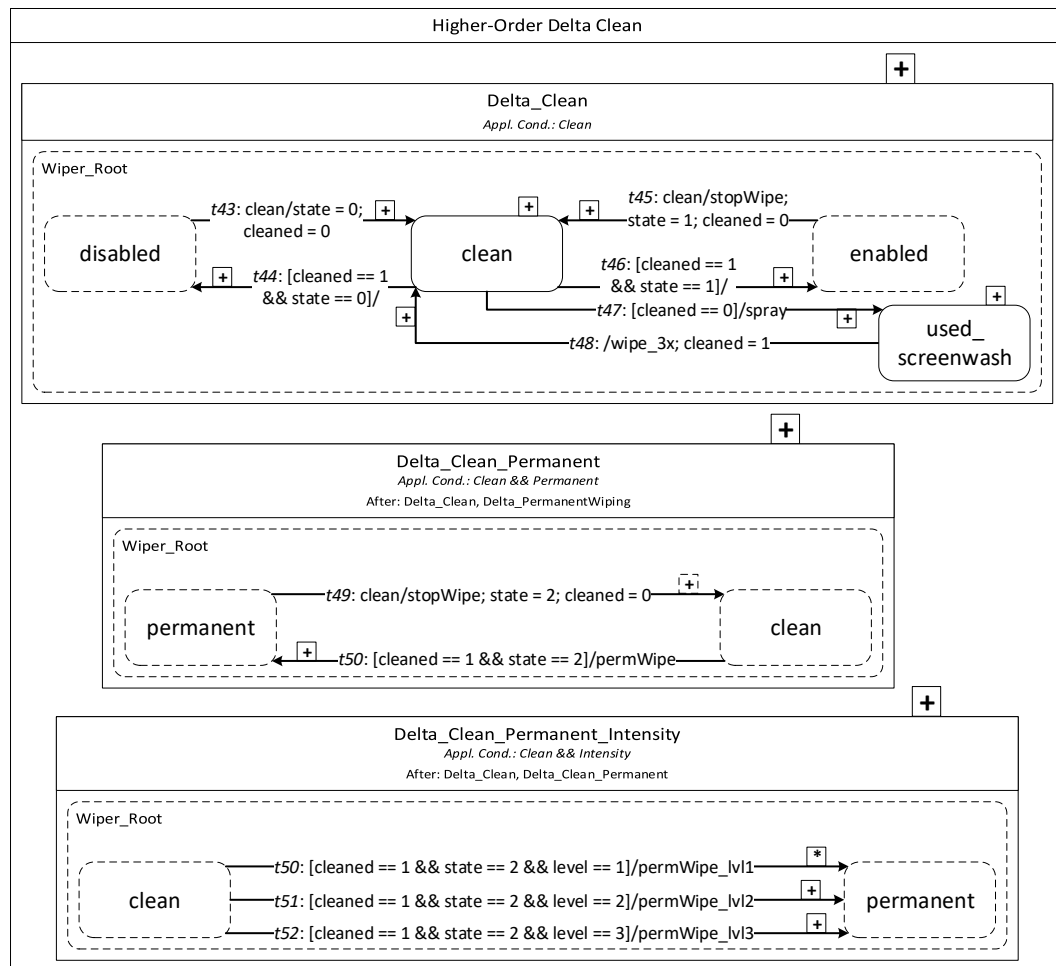 Higher-Order Delta Clean
+
Delta_Clean
Appl. Cond.: Clean
Wiper_Root
t43: clean/state = 0;
cleaned = 0
+
+
t45: clean/stopWipe;
state = 1; cleaned = 0
+
disabled
clean
enabled
t44: [cleaned == 1
&& state == 0]/
+
t46: [cleaned == 1
&& state == 1]/
+
t47: [cleaned == 0]/spray
+
+
t48: /wipe_3x; cleaned = 1
+
used_
screenwash
+
Delta_Clean_Permanent
Appl. Cond.: Clean && Permanent
After: Delta_Clean, Delta_PermanentWiping
Wiper_Root
t49: clean/stopWipe; state = 2; cleaned = 0
+
permanent
clean
t50: [cleaned == 1 && state == 2]/permWipe
+
+
Delta_Clean_Permanent_Intensity
Appl. Cond.: Clean && Intensity
After: Delta_Clean, Delta_Clean_Permanent
Wiper_Root
t50: [cleaned == 1 && state == 2 && level == 1]/permWipe_lvl1
*
clean
t51: [cleaned == 1 && state == 2 && level == 2]/permWipe_lvl2
+
permanent
t52: [cleaned == 1 && state == 2 && level == 3]/permWipe_lvl3
+